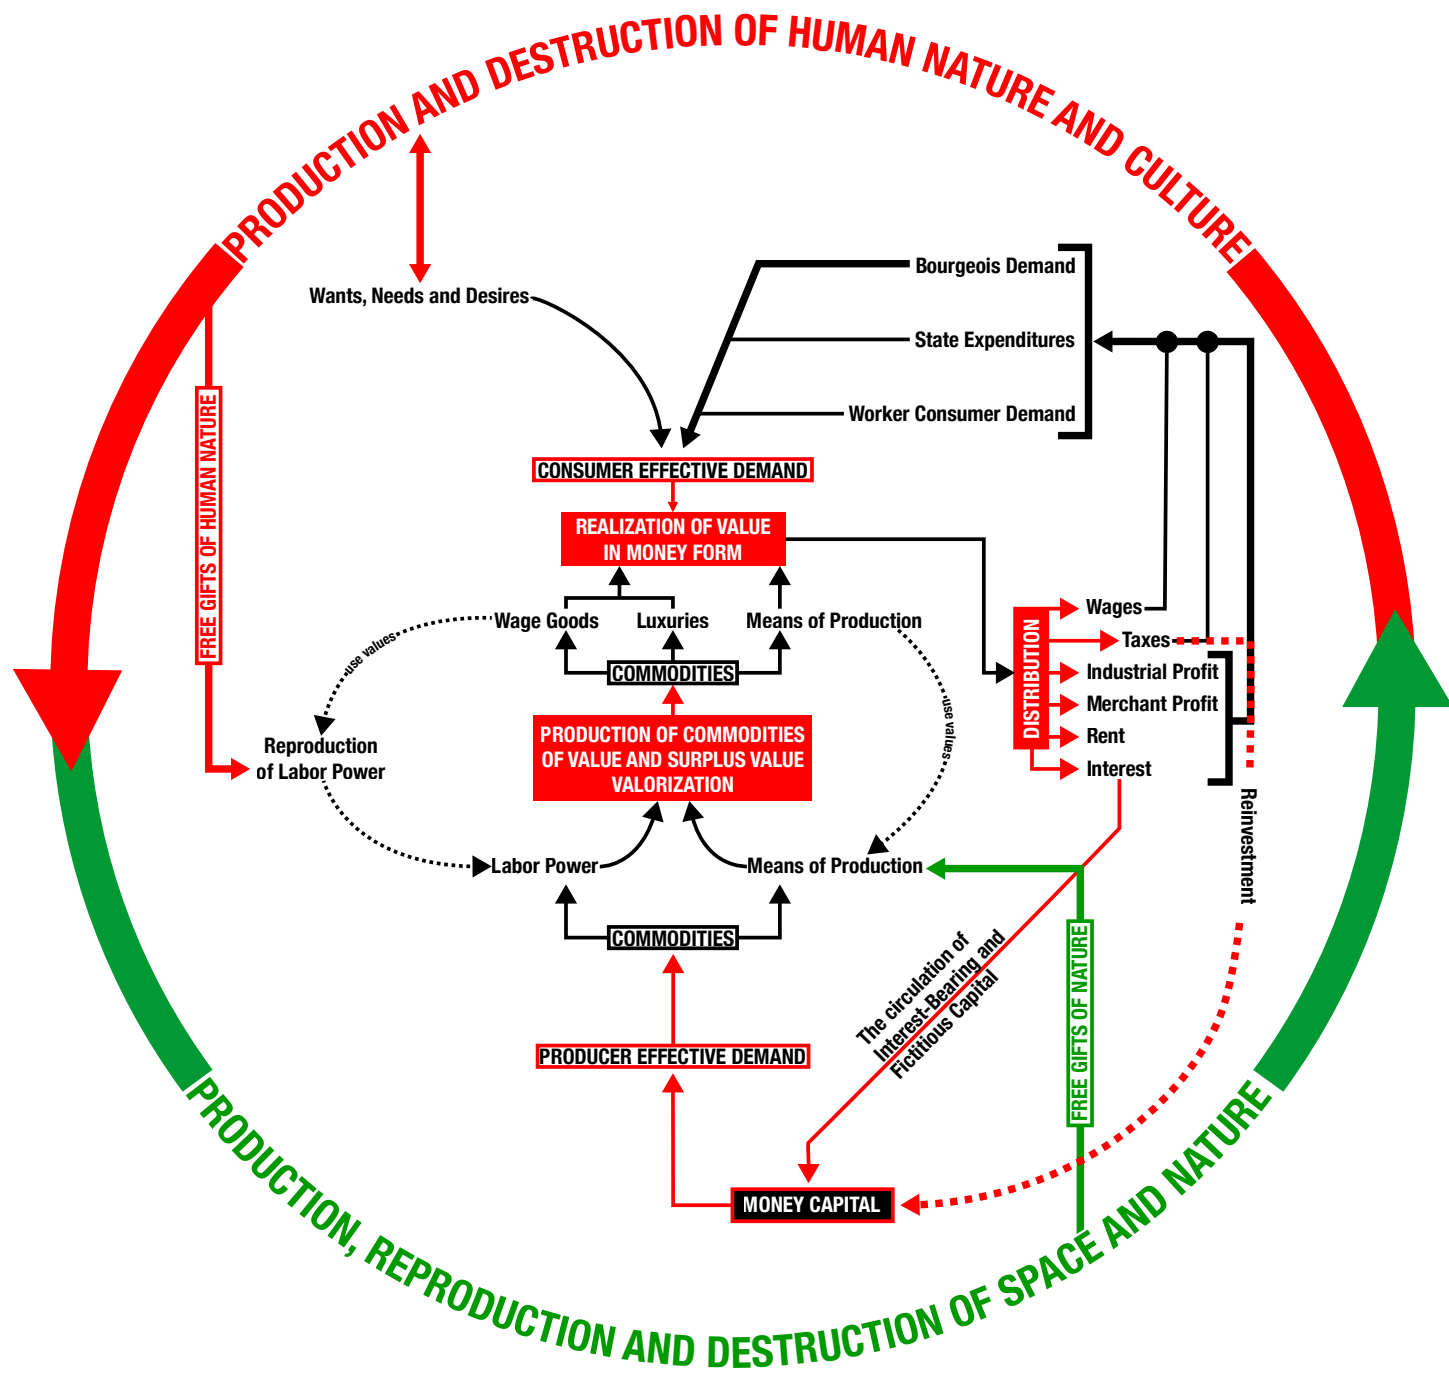 PRODUCTION AND DESTRUCTION OF HUMAN NATURE AND CULTURE
Wants, Needs and Desires
Bourgeois Demand
State Expenditures
Worker Consumer Demand
FREE GIFTS OF HUMAN NATURE
CONSUMER EFFECTIVE DEMAND
REALIZATION OF VALUE
IN MONEY FORM
Wage Goods
Luxuries
Means of Production
use values
COMMODITIES
use values
DISTRIBUTION
Wages
Taxes
Industrial Profit
Merchant Profit
Rent
Interest
PRODUCTION OF COMMODITIES
OF VALUE AND SURPLUS VALUE
VALORIZATION
Reproduction
of Labor Power
Reinvestment
Labor Power
Means of Production
COMMODITIES
The circulation of
Interest-Bearing and
Fictitious Capital
FREE GIFTS OF NATURE
PRODUCER EFFECTIVE DEMAND
MONEY CAPITAL
PRODUCTION, REPRODUCTION AND DESTRUCTION OF SPACE AND NATURE